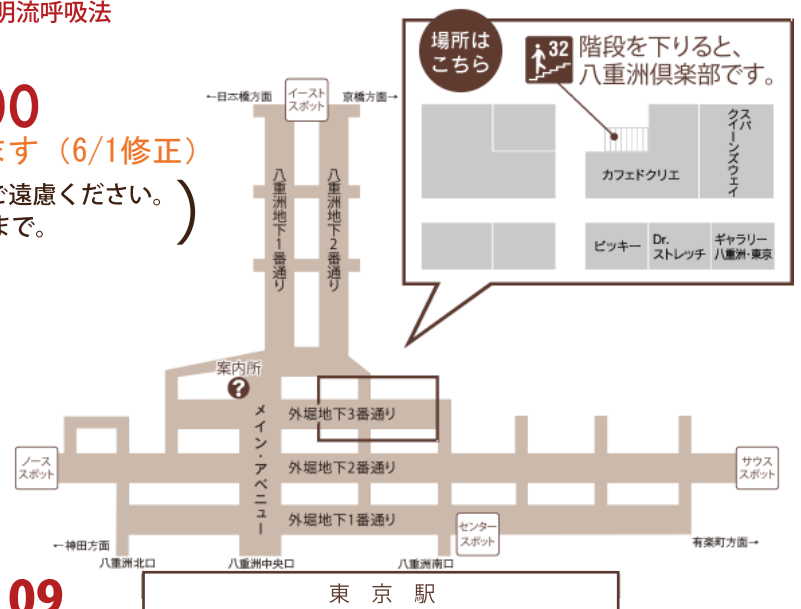 明流呼吸法
00
ます（6/1修正）
ご遠慮ください。
まで。
）
場所は
こちら
32
階段を下りると、
八重洲倶楽部です。
カフェドクリエ
スパ
クイーンズウェイ
ピッキー
Dr.
ストレッチ
ギャラリー
八重洲・東京
←日本橋方面
イースト
スポット
京橋方面→
八重洲地下1番通り
八重洲地下2番通り
案内所
?
メイン・アベニュー
外堀地下3番通り
外堀地下2番通り
外堀地下1番通り
ノース
スポット
サウス
スポット
センター
スポット
←神田方面
有楽町方面→
八重洲北口
八重洲中央口
八重洲南口
東京駅
09